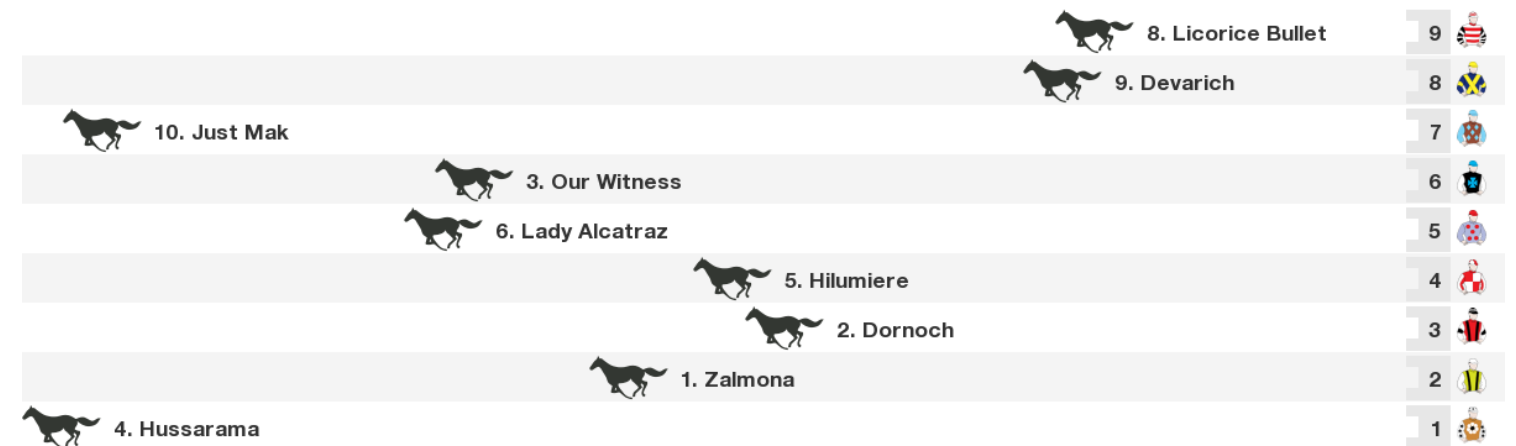 8. Licorice Bullet 9
9. Devarich 8
10. Just Mak 7
3. Our Witness 6
6. Lady Alcatraz 5
5. Hilumiere 4
2. Dornoch 3
1. Zalmona 2
4. Hussarama 1